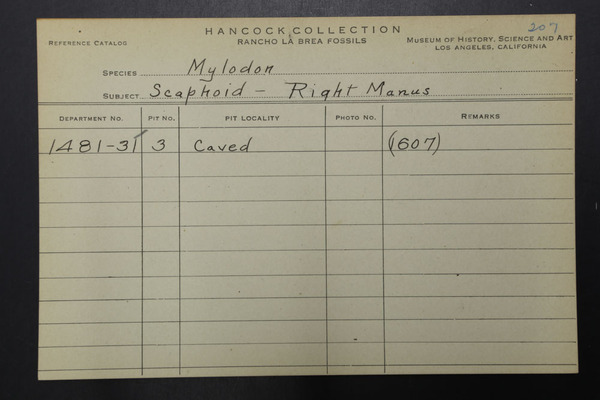 207
HANCOCK COLLECTION
REFERENCE CATALOG RANCHO LA BREA FOSSILS MUSEUM OF HISTORY, SCIENCE AND ART
LOS ANGELES, CALIFORNIA
SPECIES Mylodon
SUBJECT Scaphoid - Right Manus
DEPARTMENT NO. PIT NO. PIT LOCALITY PHOTO NO. REMARKS
1481-31 3 Caved (1607)